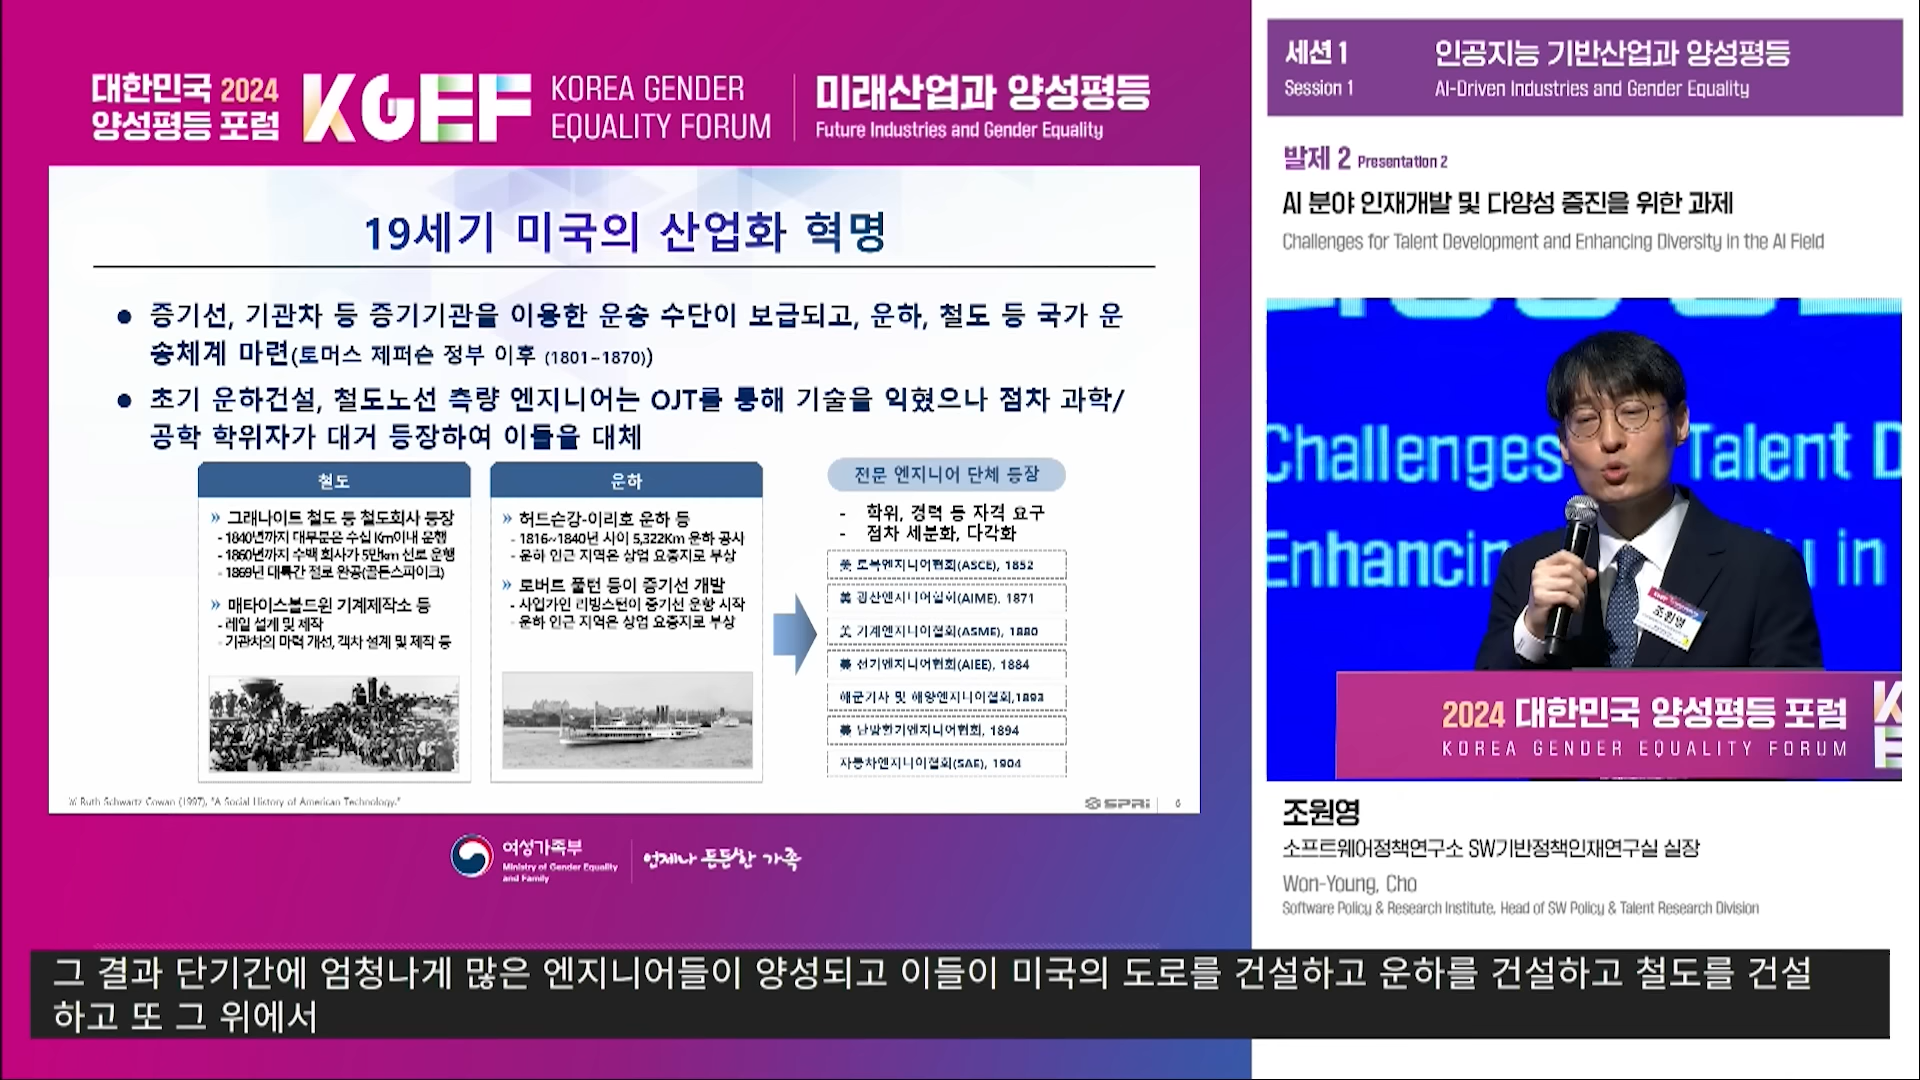 대한민국 2024
양성평등 포럼
KGEF
KOREA GENDER
EQUALITY FORUM
미래산업과 양성평등
Future Industries and Gender Equality
세션 1
Session 1
인공지능 기반산업과 양성평등
AI-Driven Industries and Gender Equality
발제 2 Presentation 2
AI 분야 인재개발 및 다양성 증진을 위한 과제
Challenges for Talent Development and Enhancing Diversity in the AI Field
19세기 미국의 산업화 혁명
● 증기선, 기관차 등 증기기관을 이용한 운송 수단이 보급되고, 운하, 철도 등 국가 운
송체계 마련(토머스 제퍼슨 정부 이후 (1801-1870))
● 초기 운하건설, 철도노선 측량 엔지니어는 OJT를 통해 기술을 익혔으나 점차 과학/
공학 학위자가 대거 등장하여 이들을 대체
철도
» 그래나이트 철도 등 철도회사 등장
- 1840년까지 대부분은 수십 Km이내 운행
- 1860년까지 수백 회사가 5만km 선로 운행
- 1869년 대륙간 철로 완공(골든스파이크)
» 매타이스볼드윈 기계제작소 등
- 레일 설계 및 제작
- 기관차의 마력 개선, 객차 설계 및 제작 등
운하
» 허드슨강-이리호 운하 등
- 1816~1840년 사이 5,322Km 운하 공사
- 운하 인근 지역은 상업 요충지로 부상
» 로버트 풀턴 등이 증기선 개발
- 사업가인 리빙스턴이 증기선 운항 시작
- 운하 인근 지역은 상업 요충지로 부상
전문 엔지니어 단체 등장
- 학위, 경력 등 자격 요구
- 점차 세분화, 다각화
美 토목엔지니어협회(ASCE), 1852
美 광산엔지니어협회(AIME), 1871
美 기계엔지니어협회(ASME), 1880
美 전기엔지니어협회(AIEE), 1884
해군기사 및 해양엔지니어협회,1893
美 난방환기엔지니어협회, 1894
자동차엔지니어협회(SAE), 1904
※ Ruth Schwartz Cowan (1997), "A Social History of American Technology."
SPRi
6
Challenges
Talent D
Enhancin
y in
조원영
2024 대한민국 양성평등 포럼
KOREA GENDER EQUALITY FORUM
조원영
소프트웨어정책연구소 SW기반정책인재연구실 실장
Won-Young, Cho
Software Policy & Research Institute, Head of SW Policy & Talent Research Division
여성가족부
Ministry of Gender Equality
and Family
언제나 든든한 가족
그 결과 단기간에 엄청나게 많은 엔지니어들이 양성되고 이들이 미국의 도로를 건설하고 운하를 건설하고 철도를 건설
하고 또 그 위에서